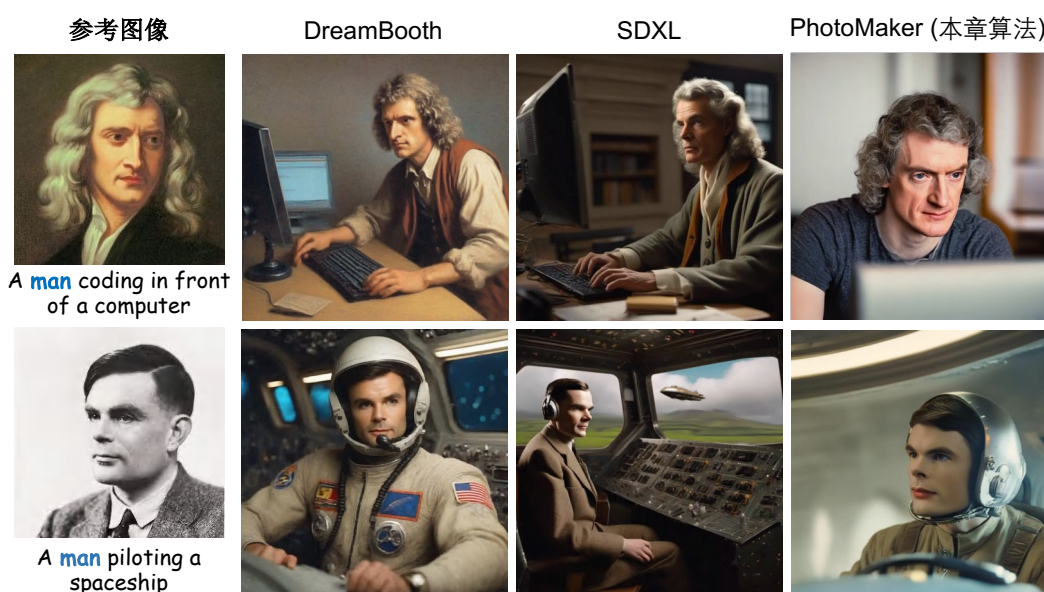 参考图像
DreamBooth
SDXL
PhotoMaker (本章算法)
A man coding in front
of a computer
A man piloting a
spaceship